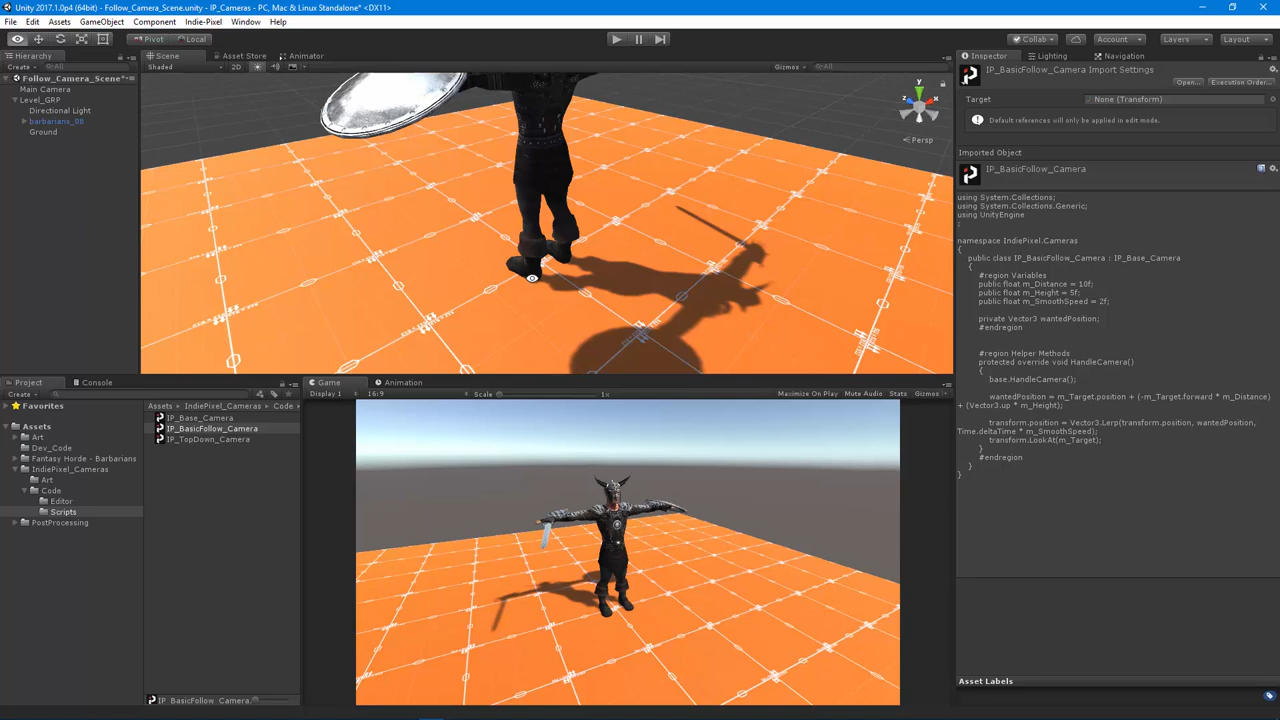 Unity 2017.1.0p4 (64bit) - Follow_Camera_Scene.unity - IP_Cameras - PC, Mac & Linux Standalone* <DX11>
File Edit Assets GameObject Component Indie-Pixel Window Help
Pivot Local Collab Account Layers Layout
Hierarchy
Create All
Follow_Camera_Scene*
Main Camera
Level_GRP
Directional Light
barbarians_08
Ground
Scene Asset Store Animator
Shaded 2D Gizmos All
y
x
z
Persp
Inspector Lighting Navigation
IP_BasicFollow_Camera Import Settings
Open... Execution Order...
Target None (Transform)
Default references will only be applied in edit mode.
Imported Object
IP_BasicFollow_Camera
using System.Collections;
using System.Collections.Generic;
using UnityEngine
;
namespace IndiePixel.Cameras
{
public class IP_BasicFollow_Camera : IP_Base_Camera
{
#region Variables
public float m_Distance = 10f;
public float m_Height = 5f;
public float m_SmoothSpeed = 2f;
private Vector3 wantedPosition;
#endregion
#region Helper Methods
protected override void HandleCamera()
{
base.HandleCamera();
wantedPosition = m_Target.position + (-m_Target.forward * m_Distance)
+ (Vector3.up * m_Height);
transform.position = Vector3.Lerp(transform.position, wantedPosition,
Time.deltaTime * m_SmoothSpeed);
transform.LookAt(m_Target);
}
#endregion
}
}
Asset Labels
Project Console
Create
Favorites
Assets
Art
Dev_Code
Fantasy Horde - Barbarians
IndiePixel_Cameras
Art
Code
Editor
Scripts
PostProcessing
Assets IndiePixel_Cameras Code
IP_Base_Camera
IP_BasicFollow_Camera
IP_TopDown_Camera
IP_BasicFollow_Camera.
Game Animation
Display 1 16:9 Scale 1x Maximize On Play Mute Audio Stats Gizmos